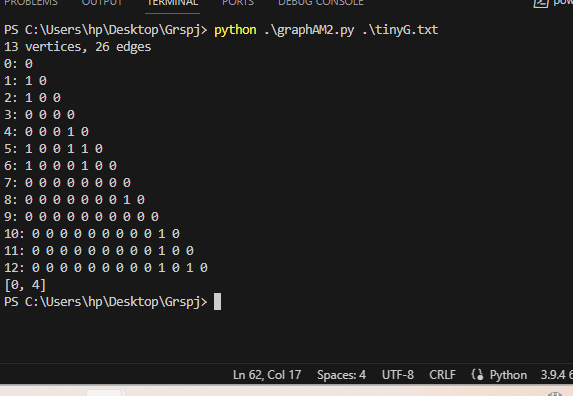 PROBLEMS OUTPUT TERMINAL PORTS DEBUG CONSOLE
PS C:\Users\hp\Desktop\Grspj> python .\graphAM2.py .\tinyG.txt
13 vertices, 26 edges
0: 0
1: 1 0
2: 1 0 0
3: 0 0 0 0
4: 0 0 0 1 0
5: 1 0 0 1 1 0
6: 1 0 0 0 1 0 0
7: 0 0 0 0 0 0 0 0
8: 0 0 0 0 0 0 0 1 0
9: 0 0 0 0 0 0 0 0 0 0
10: 0 0 0 0 0 0 0 0 0 1 0
11: 0 0 0 0 0 0 0 0 0 1 0 0
12: 0 0 0 0 0 0 0 0 0 1 0 1 0
[0, 4]
PS C:\Users\hp\Desktop\Grspj>
Ln 62, Col 17 Spaces: 4 UTF-8 CRLF Python 3.9.4 6